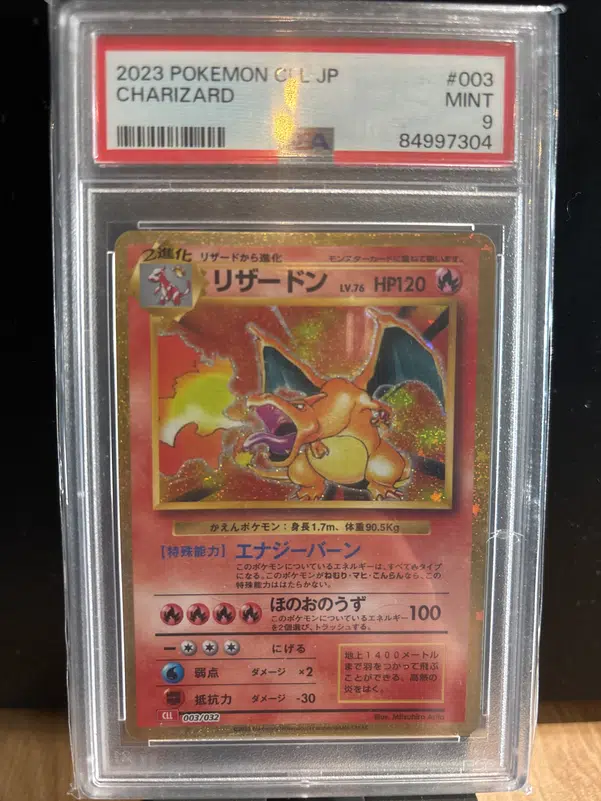 2023 POKEMON CLL JP #003
CHARIZARD MINT
9
84997304
2進化 リザードから進化
リザードン LV.76 HP120
かえんポケモン：身長1.7m、体重90.5Kg
【特殊能力】エナジーバーン
このポケモンについているエネルギーは、すべて タイプ
になる。このポケモンがねむり・マヒ・こんらんなら、この
特殊能力ははたらかない。
ほのおのうず 100
このポケモンについているエネルギー
を2個選び、トラッシュする。
にげる
弱点 ダメージ ×2
抵抗力 ダメージ -30
地上1400メートル
まで羽をつかって飛ぶ
ことができる。高熱の
炎をはく。
CLL 003/032
Illus. Mitsuhiro Arita